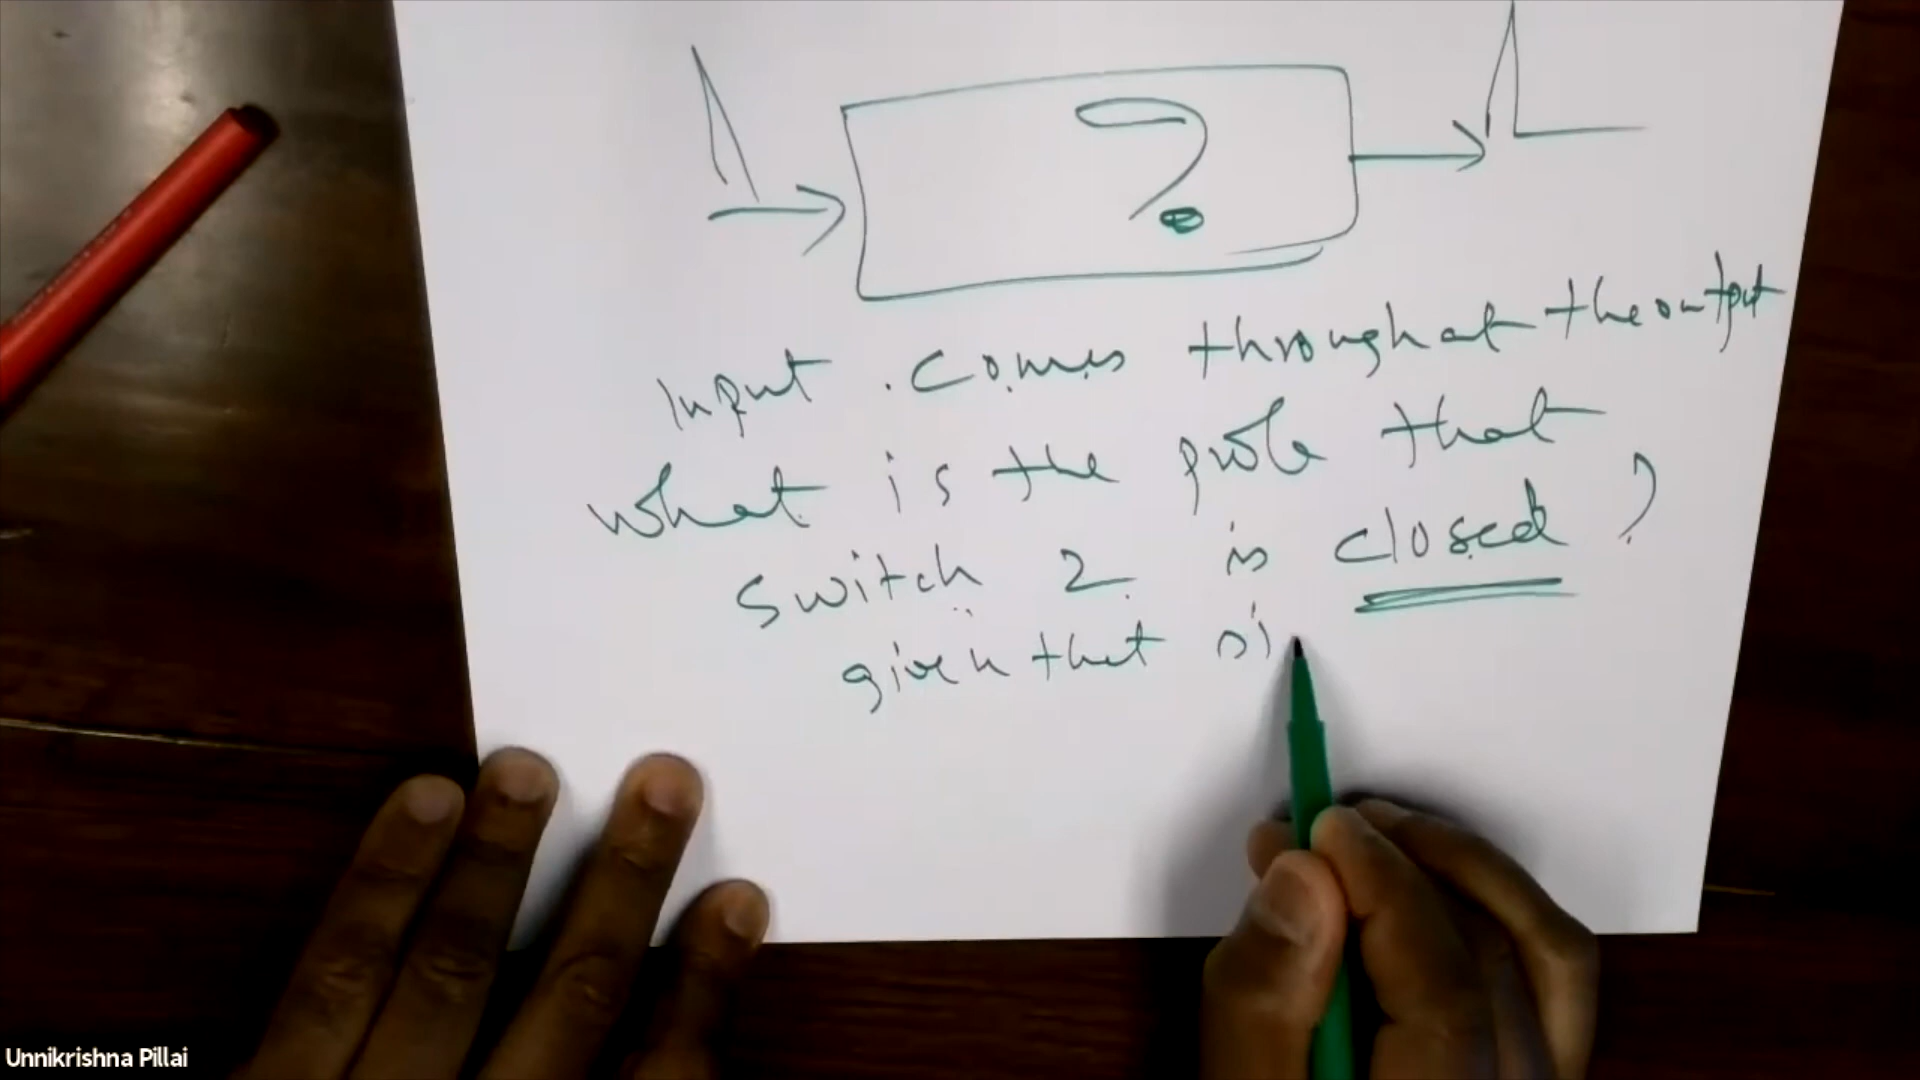 ?
Input comes through at the output
what is the prob that
switch 2 is closed ?
given that
Unnikrishna Pillai